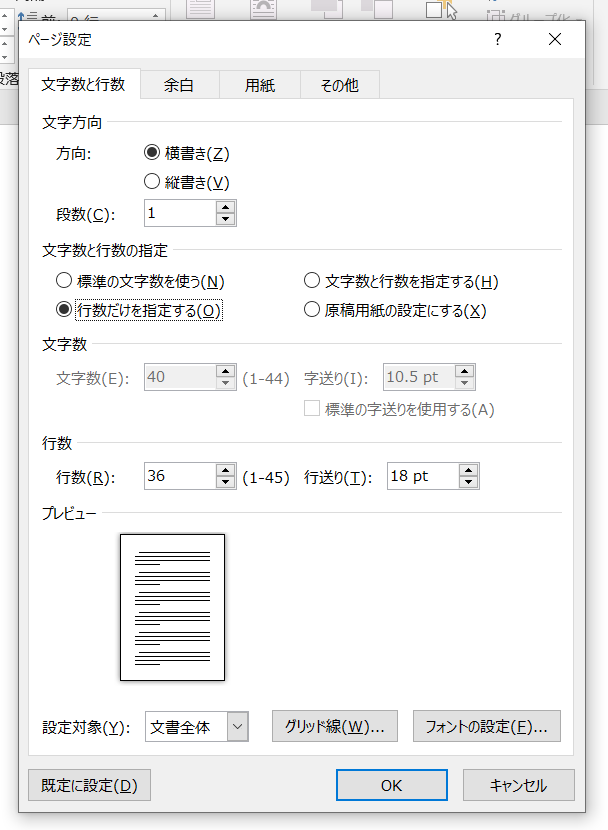 ページ設定 ? ×
文字数と行数 余白 用紙 その他
文字方向
方向: 横書き(Z)
縦書き(V)
段数(C): 1
文字数と行数の指定
標準の文字数を使う(N) 文字数と行数を指定する(H)
行数だけを指定する(O) 原稿用紙の設定にする(X)
文字数
文字数(E): 40 (1-44) 字送り(I): 10.5 pt
標準の字送りを使用する(A)
行数
行数(R): 36 (1-45) 行送り(T): 18 pt
プレビュー
設定対象(Y): 文書全体 グリッド線(W)... フォントの設定(F)...
既定に設定(D) OK キャンセル